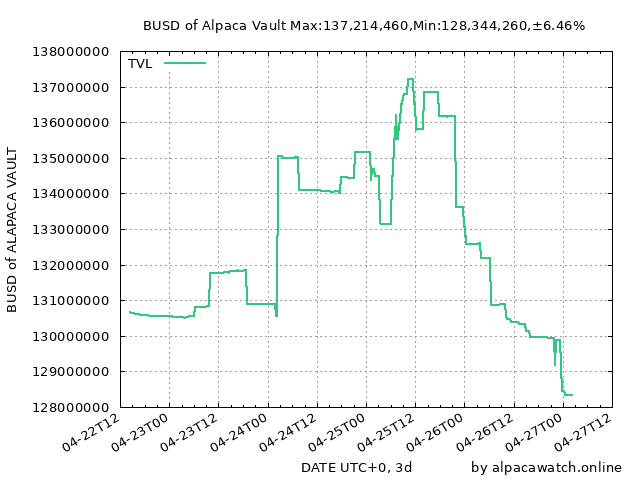 BUSD of Alpaca Vault Max:137,214,460,Min:128,344,260,±6.46%
TVL
138000000
137000000
136000000
135000000
134000000
133000000
132000000
131000000
130000000
129000000
128000000
BUSD of ALAPACA VAULT
04-22T12
04-23T00
04-23T12
04-24T00
04-24T12
04-25T00
04-25T12
04-26T00
04-26T12
04-27T00
04-27T12
DATE UTC+0, 3d
by alpacawatch.online